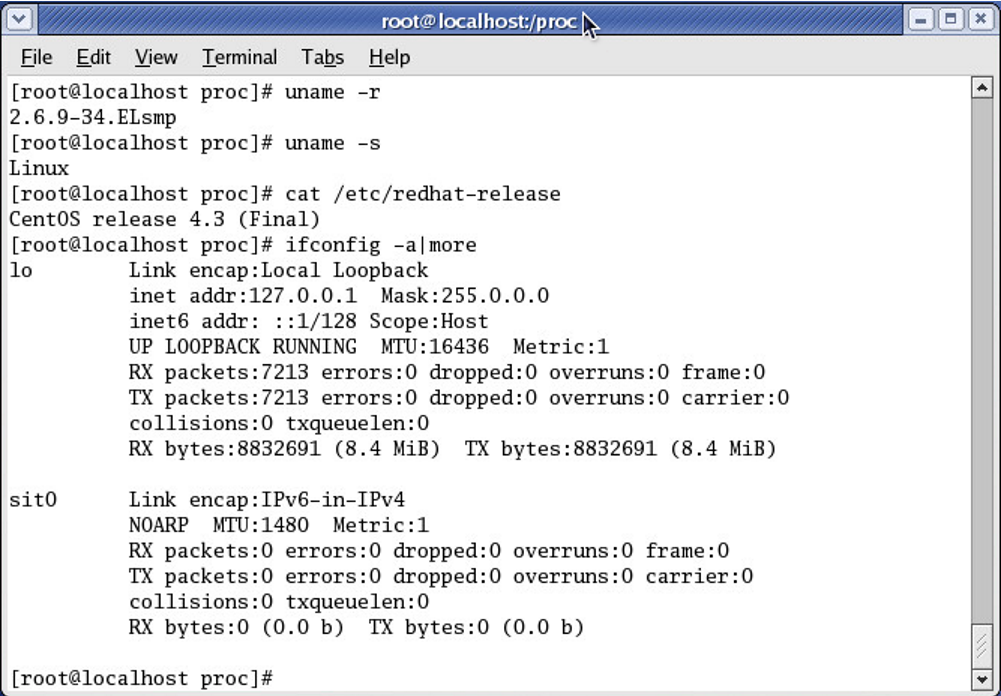 root@localhost:/proc
File Edit View Terminal Tabs Help
[root@localhost proc]# uname -r
2.6.9-34.ELsmp
[root@localhost proc]# uname -s
Linux
[root@localhost proc]# cat /etc/redhat-release
CentOS release 4.3 (Final)
[root@localhost proc]# ifconfig -a|more
lo        Link encap:Local Loopback
          inet addr:127.0.0.1  Mask:255.0.0.0
          inet6 addr: ::1/128 Scope:Host
          UP LOOPBACK RUNNING  MTU:16436  Metric:1
          RX packets:7213 errors:0 dropped:0 overruns:0 frame:0
          TX packets:7213 errors:0 dropped:0 overruns:0 carrier:0
          collisions:0 txqueuelen:0
          RX bytes:8832691 (8.4 MiB)  TX bytes:8832691 (8.4 MiB)
sit0      Link encap:IPv6-in-IPv4
          NOARP  MTU:1480  Metric:1
          RX packets:0 errors:0 dropped:0 overruns:0 frame:0
          TX packets:0 errors:0 dropped:0 overruns:0 carrier:0
          collisions:0 txqueuelen:0
          RX bytes:0 (0.0 b)  TX bytes:0 (0.0 b)
[root@localhost proc]#